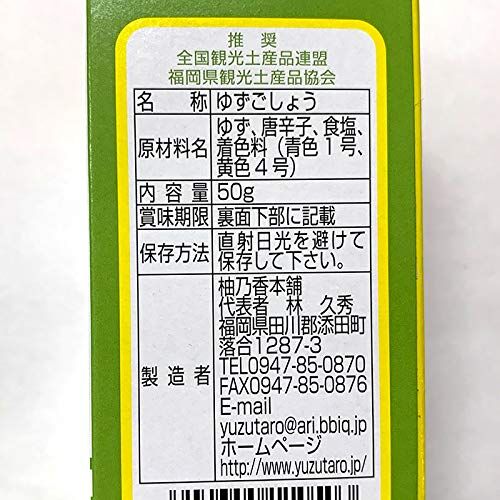 推奨
全国観光土産品連盟
福岡県観光土産品協会
名称 ゆずごしょう
原材料名 ゆず、唐辛子、食塩、
着色料（青色1号、
黄色4号）
内容量 50g
賞味期限 裏面下部に記載
保存方法 直射日光を避けて
保存して下さい。
製造者 柚乃香本舗
代表者 林 久秀
福岡県田川郡添田町
落合1287-3
TEL0947-85-0870
FAX0947-85-0876
E-mail
yuzutaro@ari.bbiq.jp
ホームページ
http://www.yuzutaro.jp/